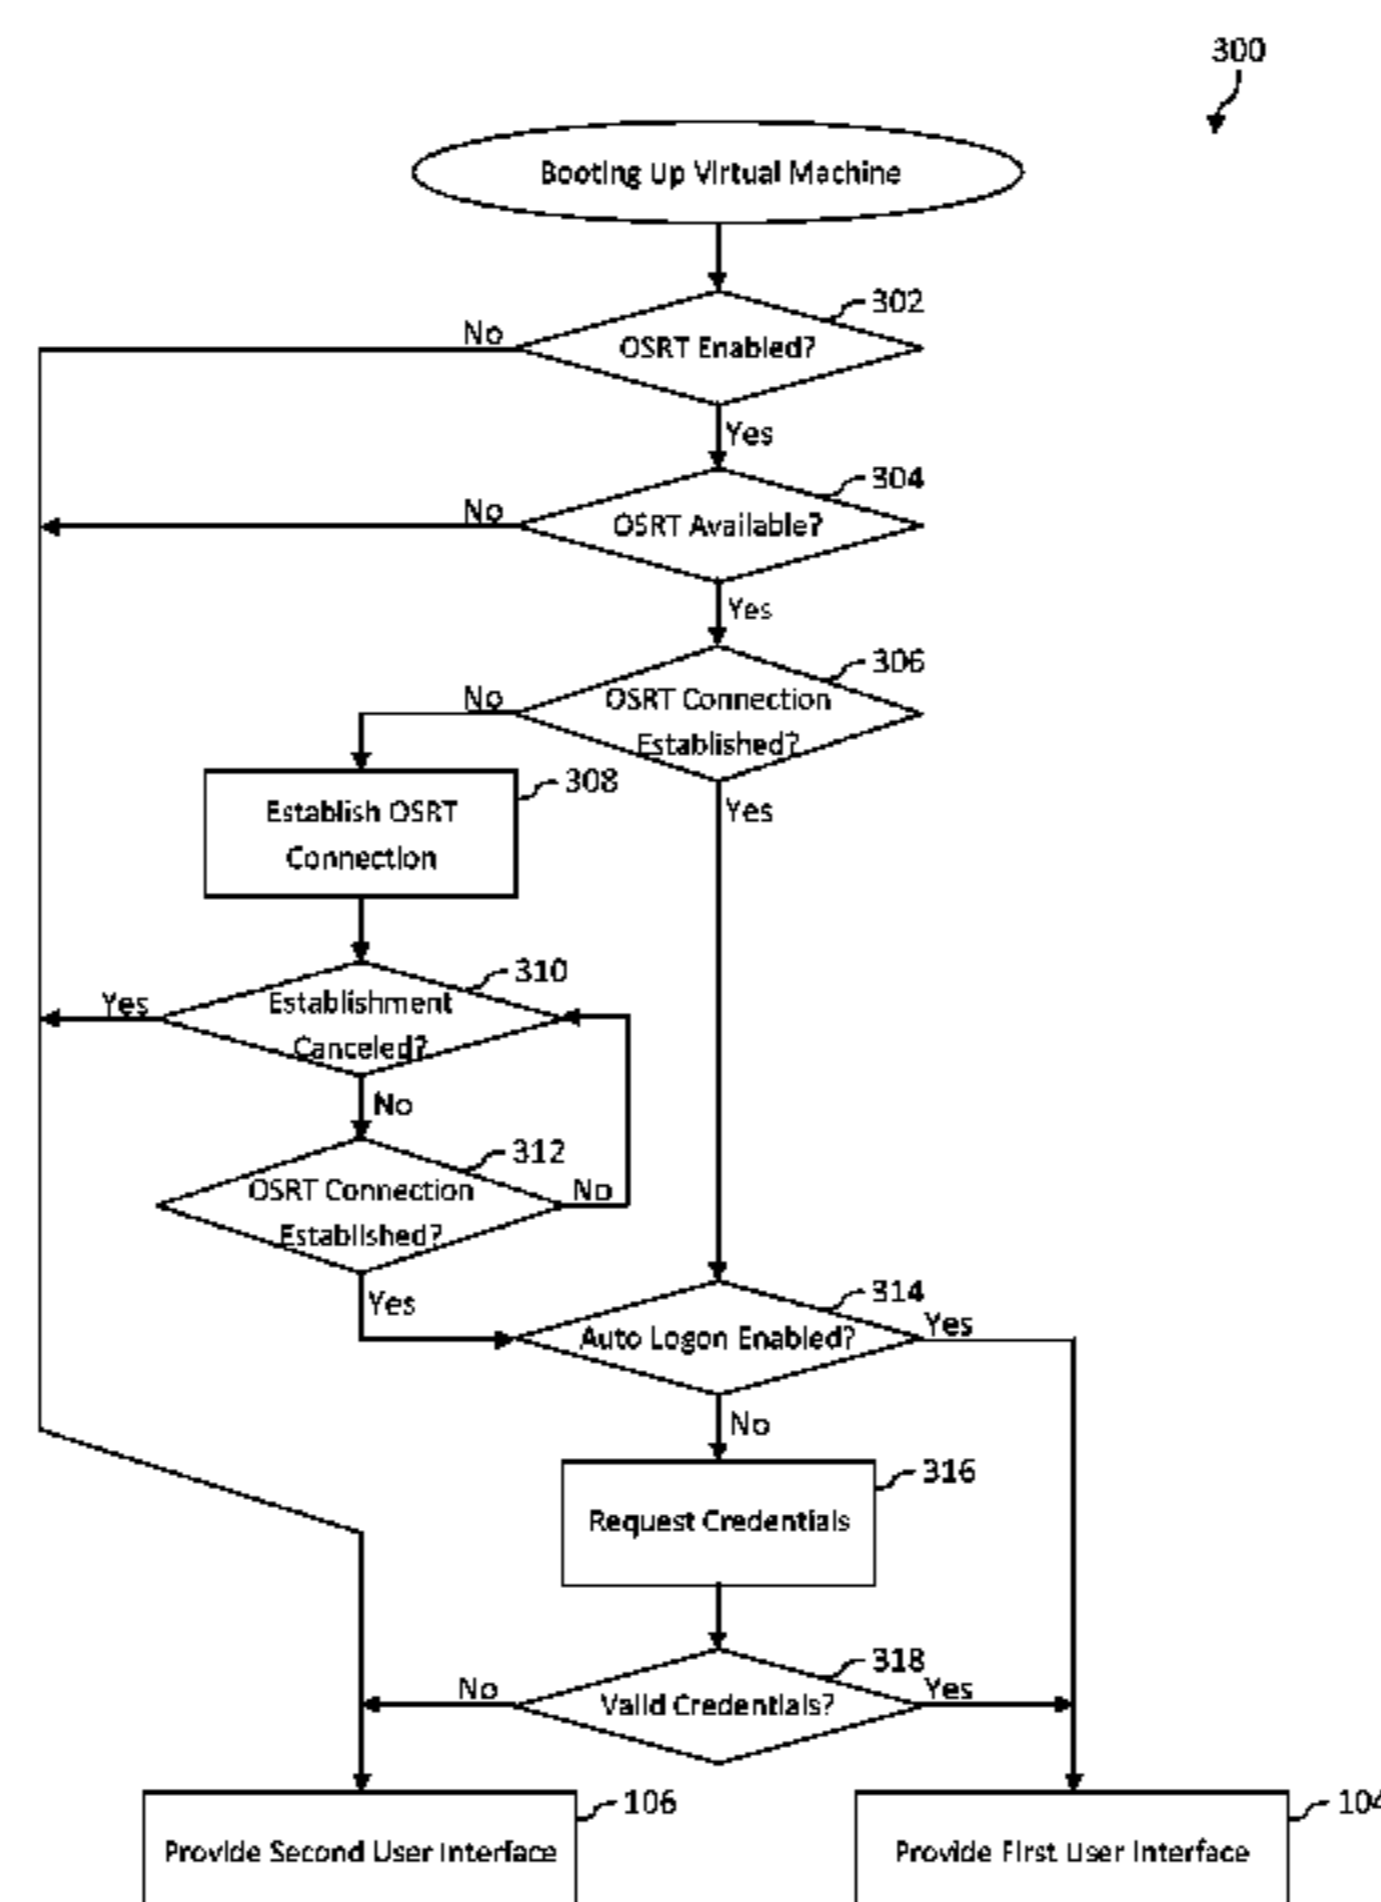 300
Booting Up Virtual Machine
302
No
OSRT Enabled?
Yes
304
No
OSRT Available?
Yes
306
No
OSRT Connection
Established?
308
Yes
Establish OSRT
Connection
310
Yes
Establishment
Canceled?
No
312
OSRT Connection
No
Established?
314
Yes
Yes
Auto Logon Enabled?
No
316
Request Credentials
318
No
Yes
Valid Credentials?
106
104
Provide Second User Interface
Provide First User Interface